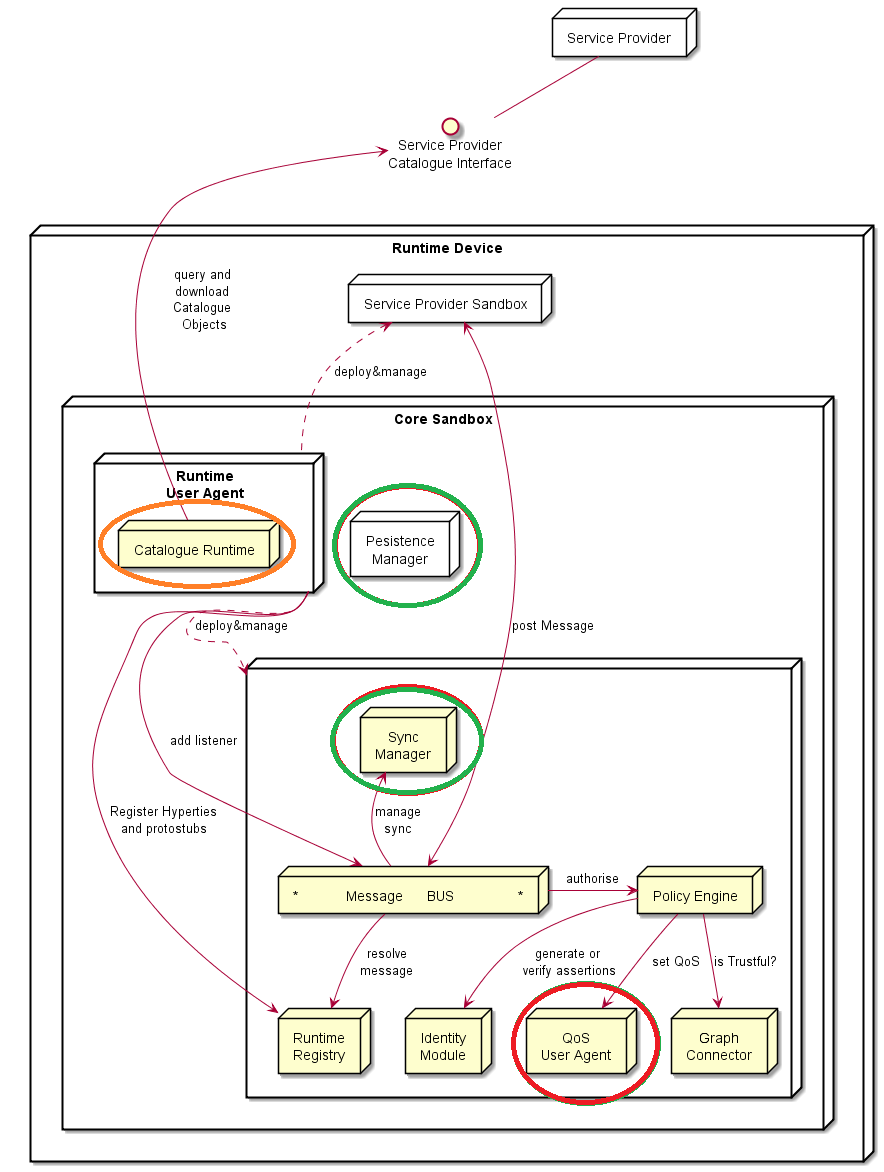 Service Provider
Service Provider
Catalogue Interface
Runtime Device
query and
download
Catalogue
Objects
Service Provider Sandbox
deploy&manage
Core Sandbox
Runtime
User Agent
Catalogue Runtime
Pesistence
Manager
deploy&manage
post Message
Sync
Manager
add listener
manage
sync
Register Hyperties
and protostubs
* Message BUS *
authorise
Policy Engine
resolve
message
generate or
verify assertions
set QoS
is Trustful?
Runtime
Registry
Identity
Module
QoS
User Agent
Graph
Connector